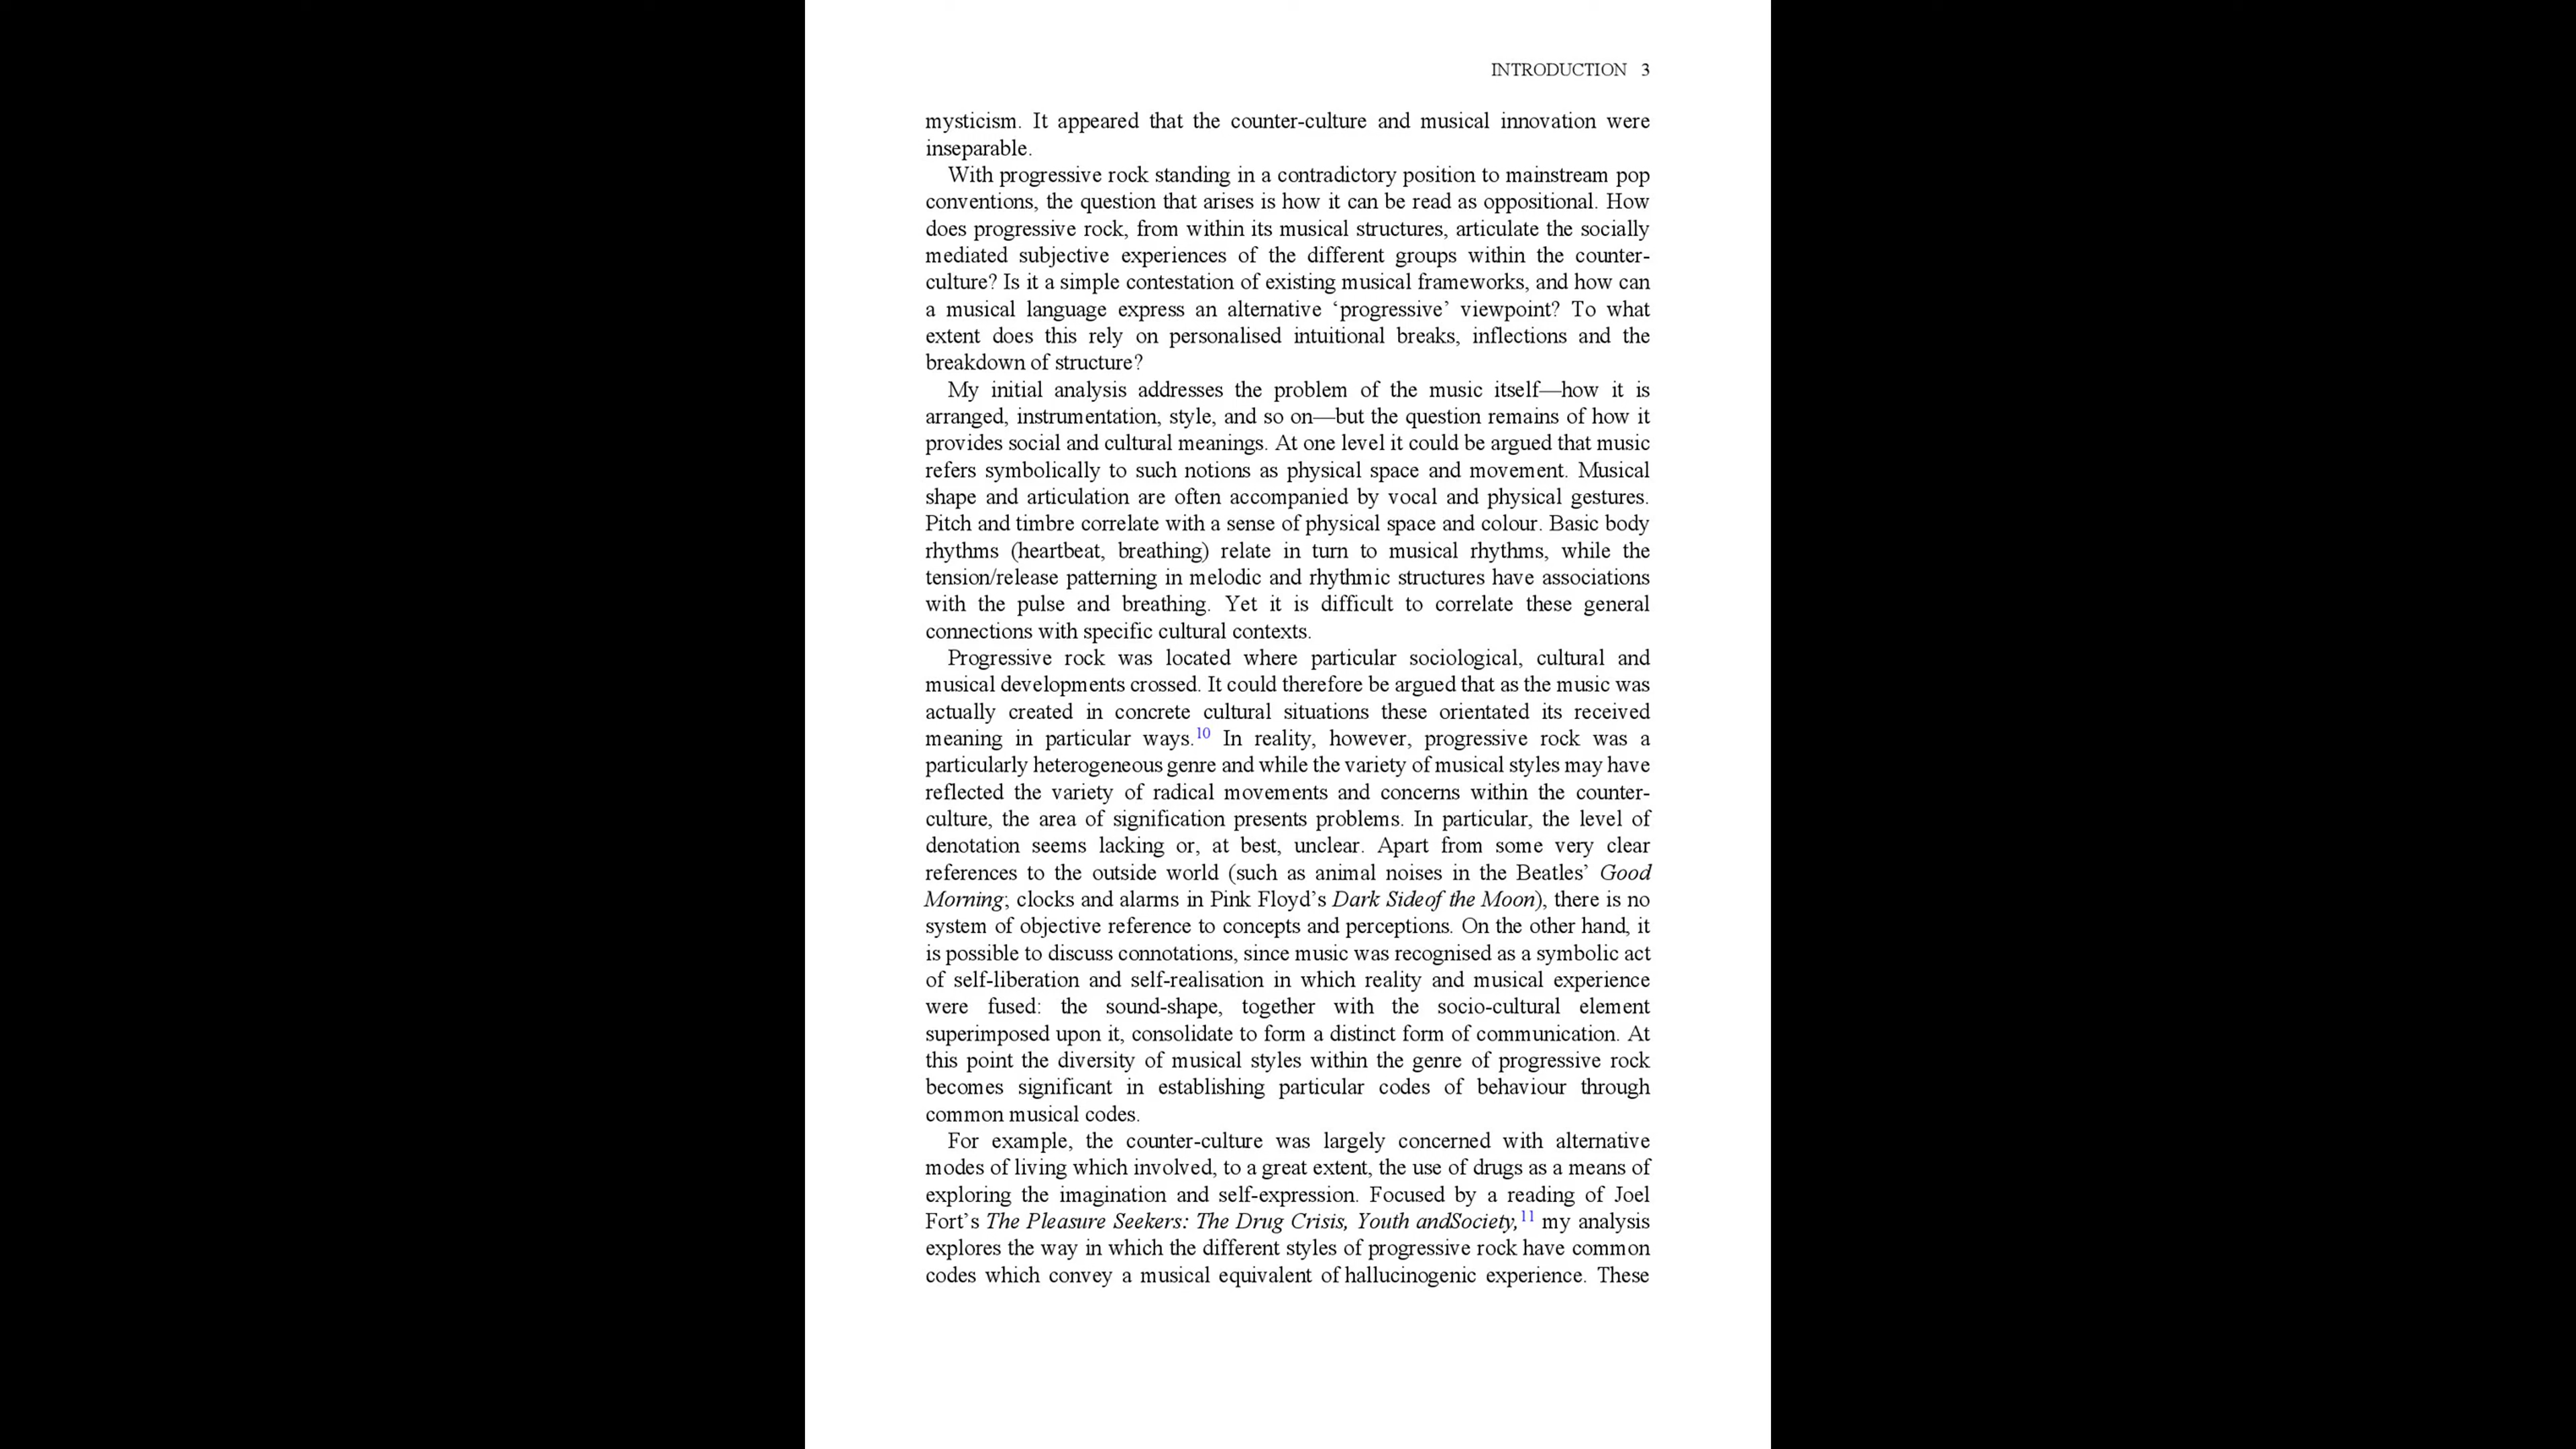 INTRODUCTION 3
mysticism. It appeared that the counter-culture and musical innovation were
inseparable.
With progressive rock standing in a contradictory position to mainstream pop
conventions, the question that arises is how it can be read as oppositional. How
does progressive rock, from within its musical structures, articulate the socially
mediated subjective experiences of the different groups within the counter-
culture? Is it a simple contestation of existing musical frameworks, and how can
a musical language express an alternative ‘progressive’ viewpoint? To what
extent does this rely on personalised intuitional breaks, inflections and the
breakdown of structure?
My initial analysis addresses the problem of the music itself—how it is
arranged, instrumentation, style, and so on—but the question remains of how it
provides social and cultural meanings. At one level it could be argued that music
refers symbolically to such notions as physical space and movement. Musical
shape and articulation are often accompanied by vocal and physical gestures.
Pitch and timbre correlate with a sense of physical space and colour. Basic body
rhythms (heartbeat, breathing) relate in turn to musical rhythms, while the
tension/release patterning in melodic and rhythmic structures have associations
with the pulse and breathing. Yet it is difficult to correlate these general
connections with specific cultural contexts.
Progressive rock was located where particular sociological, cultural and
musical developments crossed. It could therefore be argued that as the music was
actually created in concrete cultural situations these orientated its received
meaning in particular ways.10 In reality, however, progressive rock was a
particularly heterogeneous genre and while the variety of musical styles may have
reflected the variety of radical movements and concerns within the counter-
culture, the area of signification presents problems. In particular, the level of
denotation seems lacking or, at best, unclear. Apart from some very clear
references to the outside world (such as animal noises in the Beatles’ Good
Morning; clocks and alarms in Pink Floyd’s Dark Sideof the Moon), there is no
system of objective reference to concepts and perceptions. On the other hand, it
is possible to discuss connotations, since music was recognised as a symbolic act
of self-liberation and self-realisation in which reality and musical experience
were fused: the sound-shape, together with the socio-cultural element
superimposed upon it, consolidate to form a distinct form of communication. At
this point the diversity of musical styles within the genre of progressive rock
becomes significant in establishing particular codes of behaviour through
common musical codes.
For example, the counter-culture was largely concerned with alternative
modes of living which involved, to a great extent, the use of drugs as a means of
exploring the imagination and self-expression. Focused by a reading of Joel
Fort’s The Pleasure Seekers: The Drug Crisis, Youth andSociety,11 my analysis
explores the way in which the different styles of progressive rock have common
codes which convey a musical equivalent of hallucinogenic experience. These